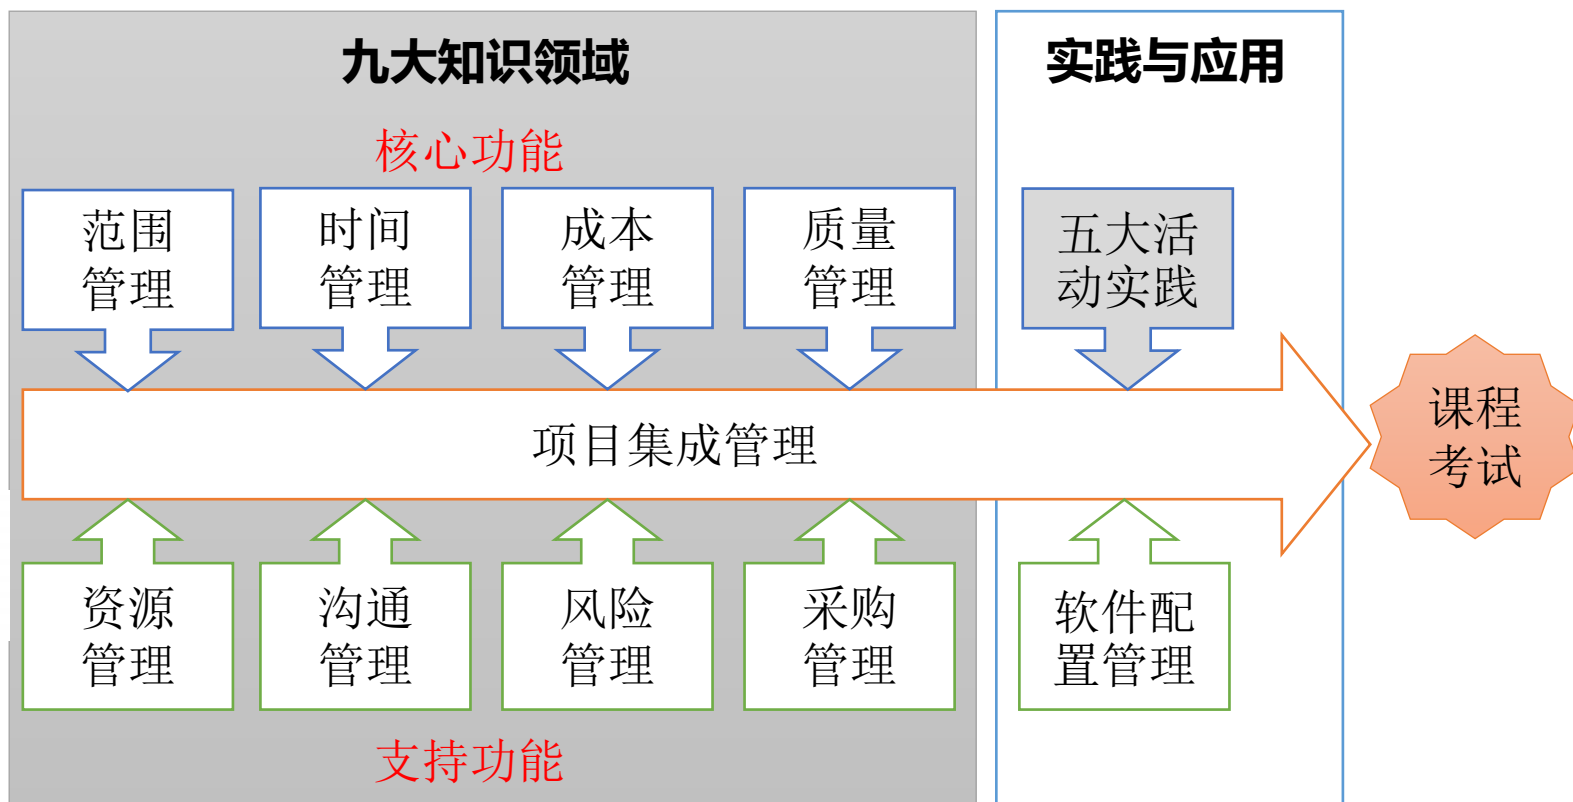 九大知识领域
实践与应用
核心功能
范围
管理
时间
管理
成本
管理
质量
管理
五大活
动实践
项目集成管理
课程
考试
资源
管理
沟通
管理
风险
管理
采购
管理
软件配
置管理
支持功能